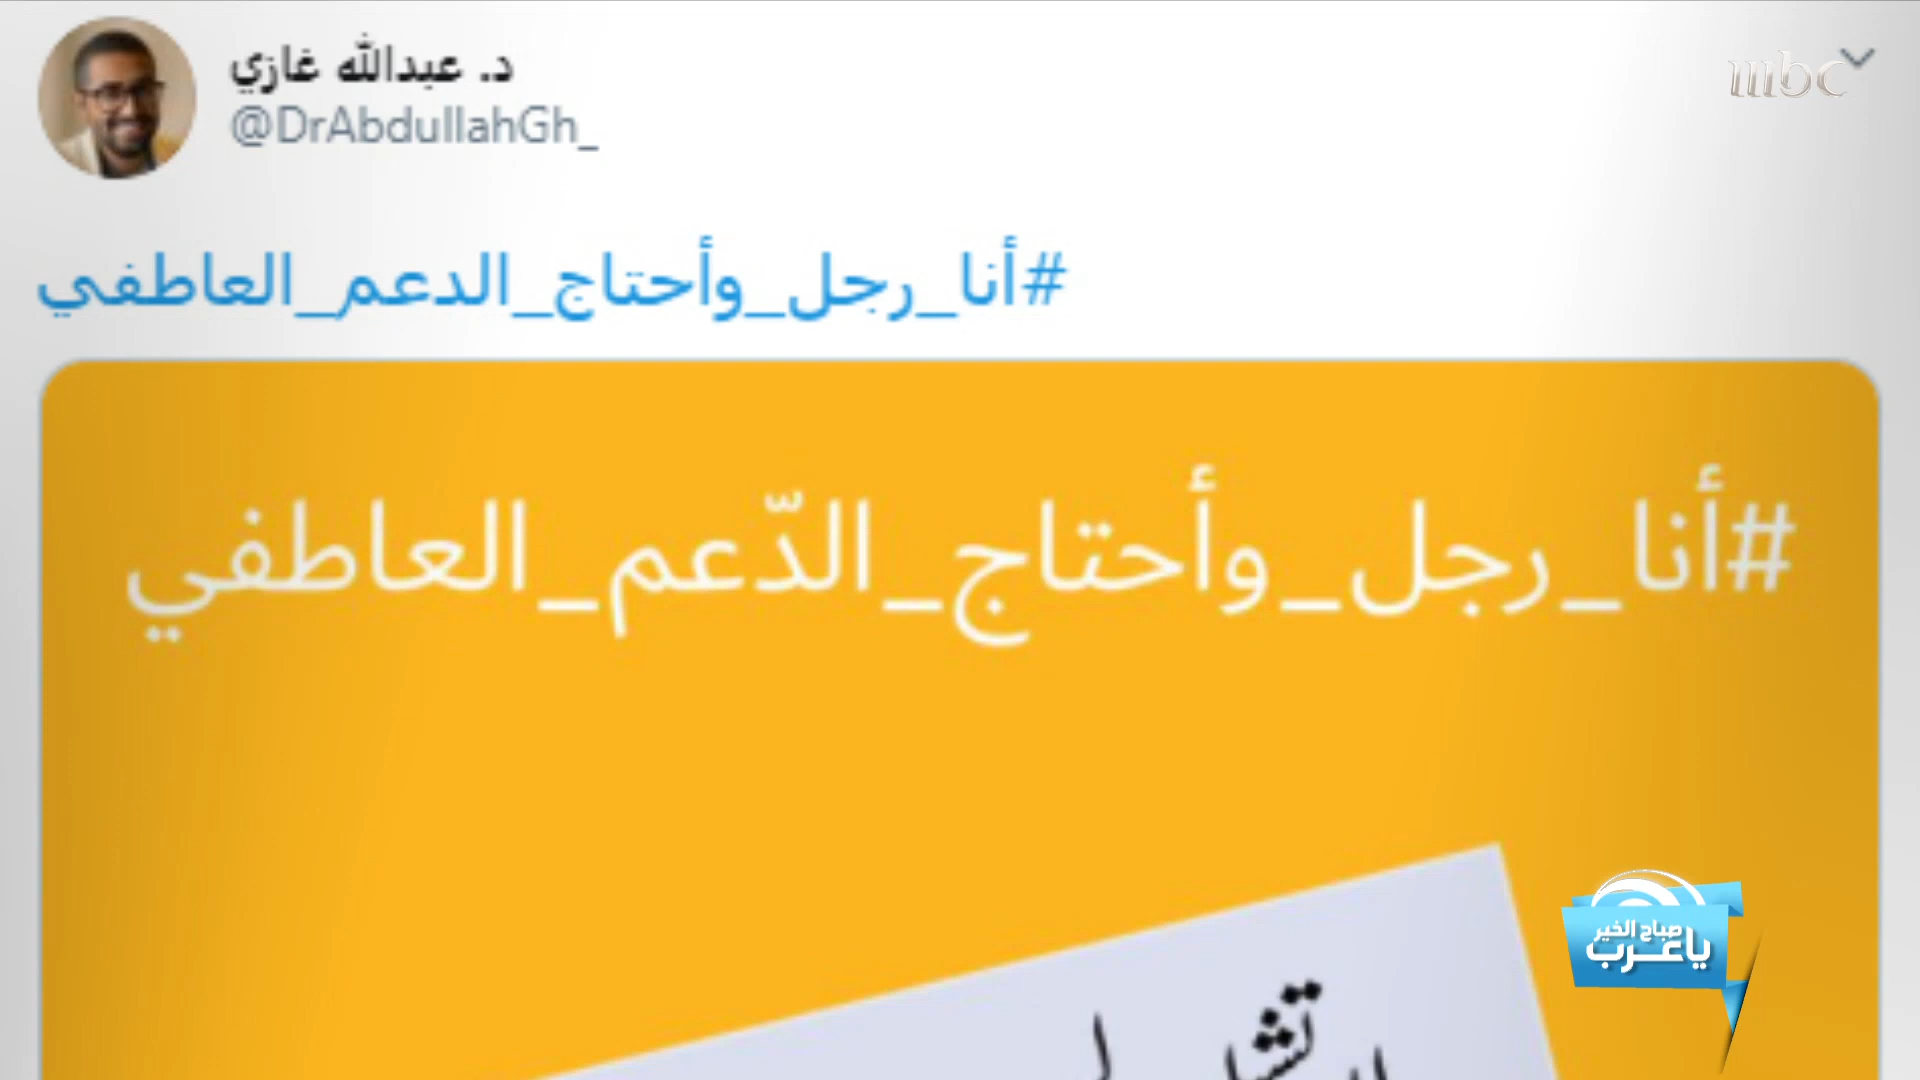 د. عبدالله غازي
@DrAbdullahGh_
mbc
#أنا_رجل_وأحتاج_الدعم_العاطفي
#أنا_رجل_وأحتاج_الدّعم_العاطفي
صباح الخير
ياعرب